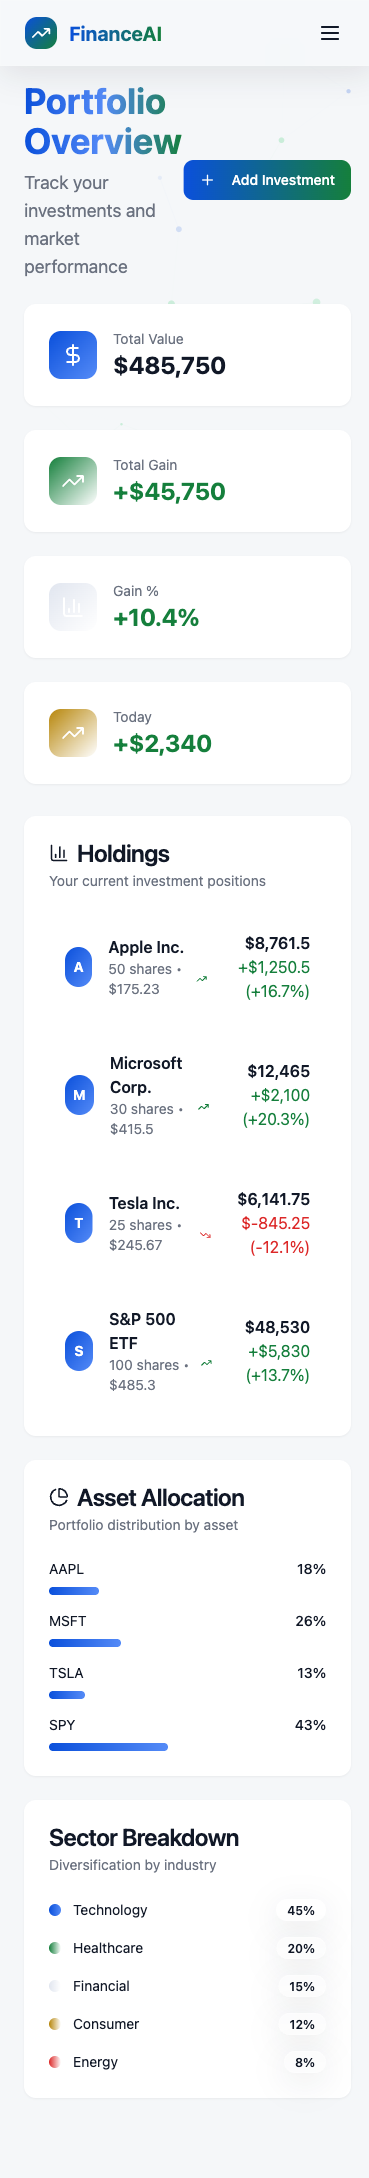 FinanceAI
Portfolio
Overview
Track your
investments and
market
performance
Add Investment
Total Value
$485,750
Total Gain
+$45,750
Gain %
+10.4%
Today
+$2,340
Holdings
Your current investment positions
A
Apple Inc.
50 shares •
$175.23
$8,761.5
+$1,250.5
(+16.7%)
M
Microsoft
Corp.
30 shares •
$415.5
$12,465
+$2,100
(+20.3%)
T
Tesla Inc.
25 shares •
$245.67
$6,141.75
$-845.25
(-12.1%)
S
S&P 500
ETF
100 shares •
$485.3
$48,530
+$5,830
(+13.7%)
Asset Allocation
Portfolio distribution by asset
AAPL 18%
MSFT 26%
TSLA 13%
SPY 43%
Sector Breakdown
Diversification by industry
Technology 45%
Healthcare 20%
Financial 15%
Consumer 12%
Energy 8%